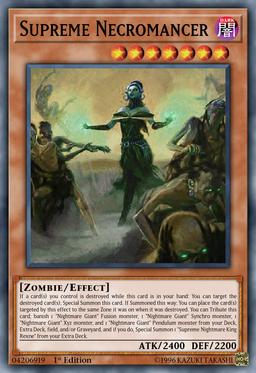 SUPREME NECROMANCER
DARK
闇
[ZOMBIE/EFFECT]
If a card(s) you control is destroyed while this card is in your hand: You can target the
destroyed card(s); Special Summon this card. If Summoned this way: You can place the card(s)
targeted by this effect to the same Zone it was on when it was destroyed. You can Tribute this
card; banish 1 "Nightmare Giant" Fusion monster, 1 "Nightmare Giant" Synchro monster, 1
"Nightmare Giant" Xyz monster, and 1 "Nightmare Giant" Pendulum monster from your Deck,
Extra Deck, field, and/or Graveyard, and if you do, Special Summon 1 "Supreme Nightmare King
Rexne" from your Extra Deck.
ATK/2400 DEF/2200
04206919 1st Edition ©1996 KAZUKI TAKAHASHI